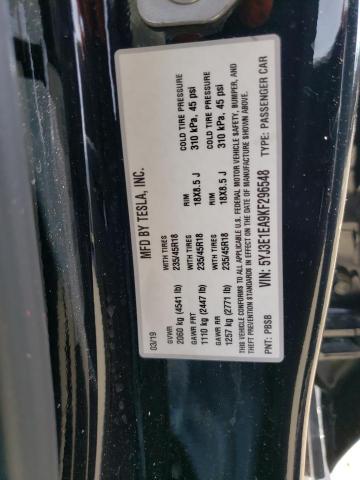 MFD BY TESLA, INC.
03/19
GVWR WITH TIRES RIM COLD TIRE PRESSURE
2060 kg (4541 lb) 235/45R18 18X8.5 J 310 kPa, 45 psi
GAWR FRT WITH TIRES RIM COLD TIRE PRESSURE
1110 kg (2447 lb) 235/45R18 18X8.5 J 310 kPa, 45 psi
GAWR RR WITH TIRES
1257 kg (2771 lb) 235/45R18
THIS VEHICLE CONFORMS TO ALL APPLICABLE U.S. FEDERAL MOTOR VEHICLE SAFETY, BUMPER, AND
THEFT PREVENTION STANDARDS IN EFFECT ON THE DATE OF MANUFACTURE SHOWN ABOVE.
VIN: 5YJ3E1EA9KF296548
PNT: PBSB TYPE: PASSENGER CAR